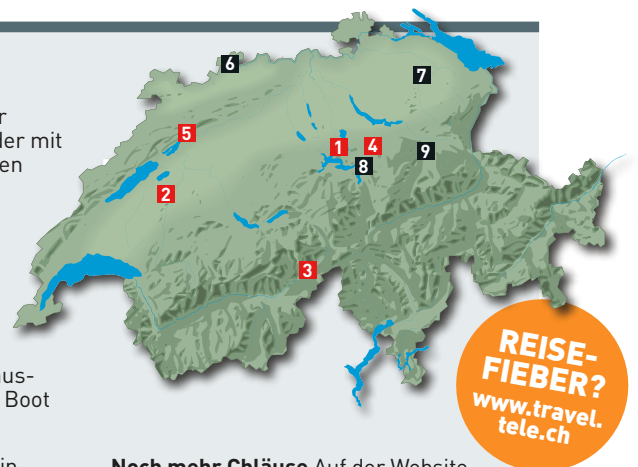 r
der mit
en
us-
Boot
in
6
7
5
1
4
9
8
2
3
REISE-
FIEBER?
www.travel.
tele.ch
Noch mehr Chläuse Auf der Website